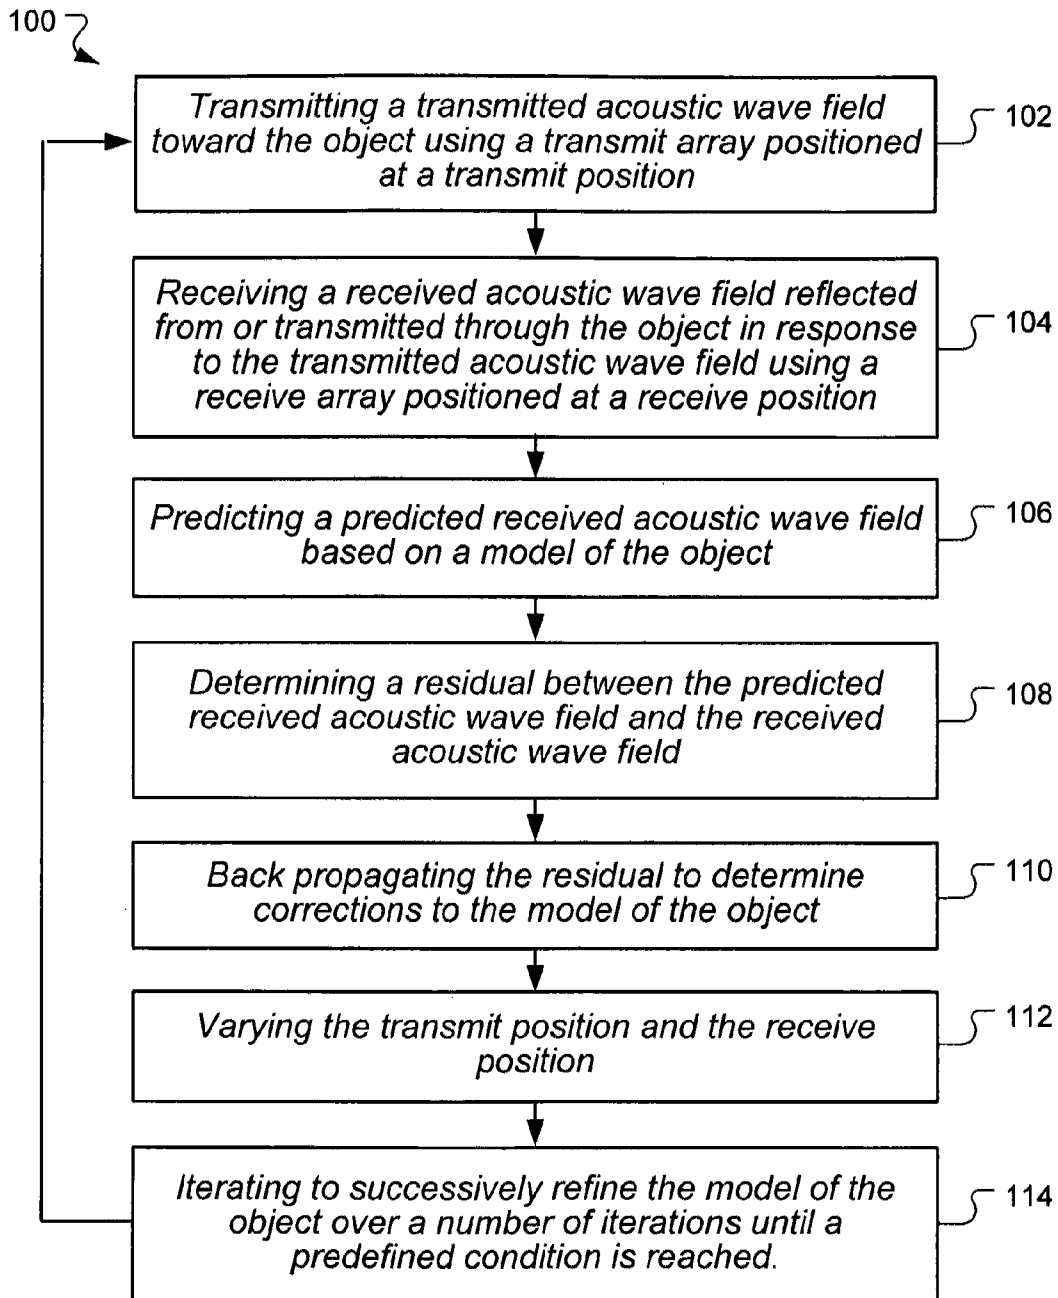 100
Transmitting a transmitted acoustic wave field
toward the object using a transmit array positioned
at a transmit position
102
Receiving a received acoustic wave field reflected
from or transmitted through the object in response
to the transmitted acoustic wave field using a
receive array positioned at a receive position
104
Predicting a predicted received acoustic wave field
based on a model of the object
106
Determining a residual between the predicted
received acoustic wave field and the received
acoustic wave field
108
Back propagating the residual to determine
corrections to the model of the object
110
Varying the transmit position and the receive
position
112
Iterating to successively refine the model of the
object over a number of iterations until a
predefined condition is reached.
114